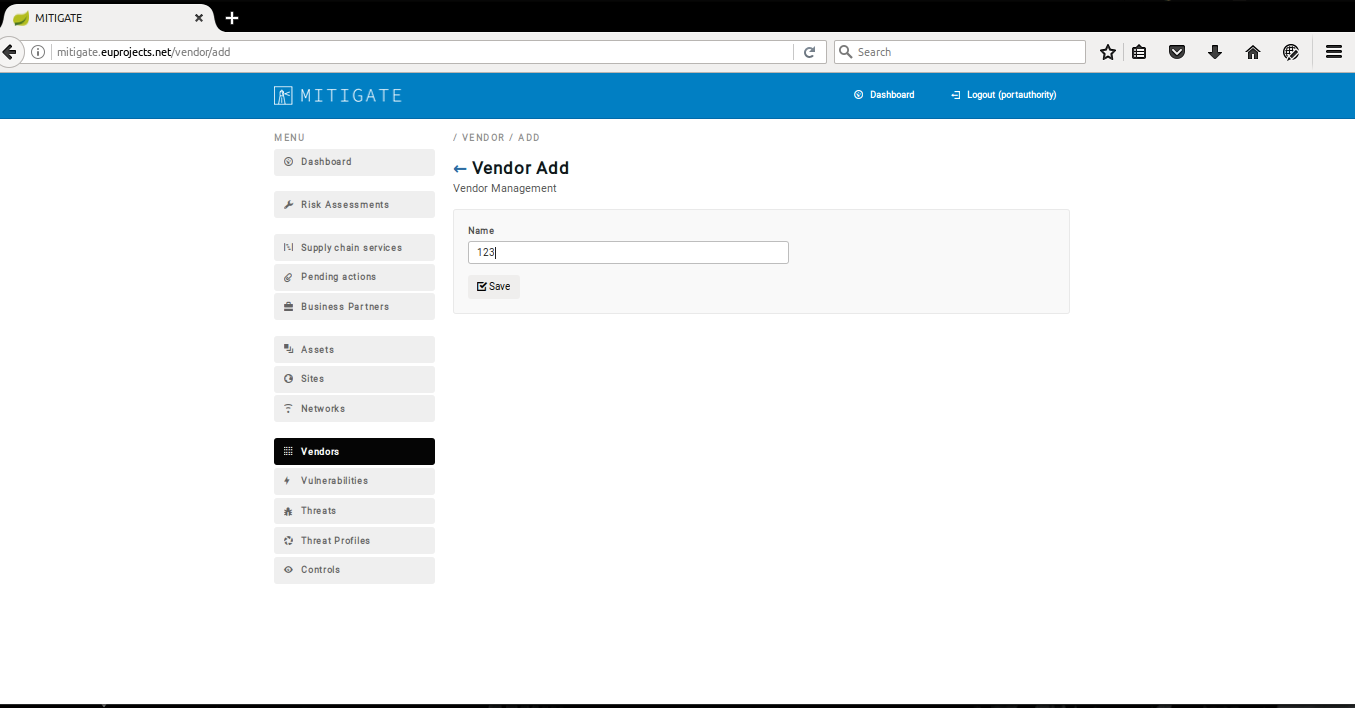 MITIGATE
mitigate.euprojects.net/vendor/add
Search
MITIGATE
Dashboard
Logout (portauthority)
MENU
Dashboard
Risk Assessments
Supply chain services
Pending actions
Business Partners
Assets
Sites
Networks
Vendors
Vulnerabilities
Threats
Threat Profiles
Controls
/ VENDOR / ADD
← Vendor Add
Vendor Management
Name
123
Save